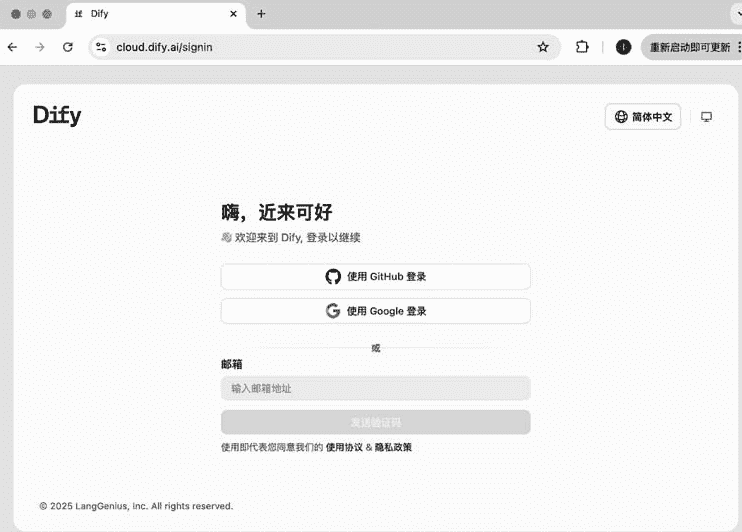 Dify
cloud.dify.ai/signin
重新启动即可更新
Dify
简体中文
嗨，近来可好
👋 欢迎来到 Dify, 登录以继续
使用 GitHub 登录
使用 Google 登录
或
邮箱
输入邮箱地址
发送验证码
使用即代表您同意我们的 使用协议 & 隐私政策
© 2025 LangGenius, Inc. All rights reserved.